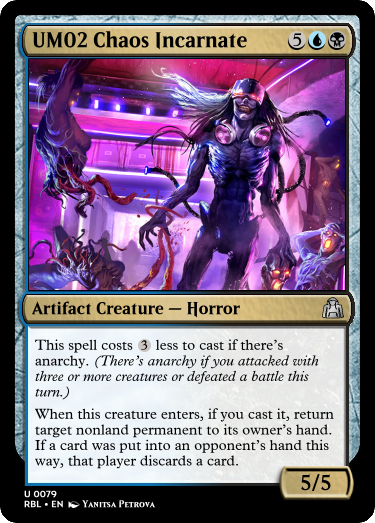 UM02 Chaos Incarnate 5
Artifact Creature — Horror
This spell costs 3 less to cast if there's
anarchy. (There's anarchy if you attacked with
three or more creatures or defeated a battle this
turn.)
When this creature enters, if you cast it, return
target nonland permanent to its owner's hand.
If a card was put into an opponent's hand this
way, that player discards a card.
5/5
U 0079
RBL • EN Yanitsa Petrova